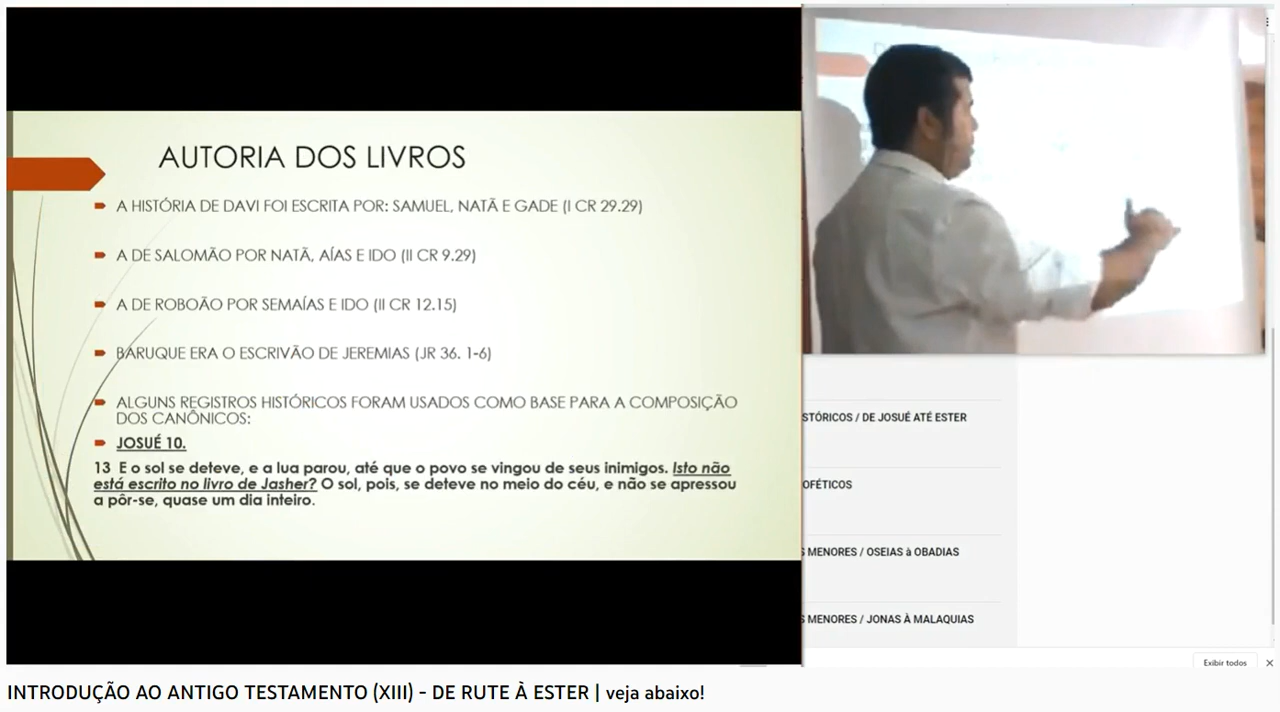 AUTORIA DOS LIVROS
A HISTÓRIA DE DAVI FOI ESCRITA POR: SAMUEL, NATÃ E GADE (I CR 29.29)
A DE SALOMÃO POR NATÃ, AÍAS E IDO (II CR 9.29)
A DE ROBOÃO POR SEMAÍAS E IDO (II CR 12.15)
BARUQUE ERA O ESCRIVÃO DE JEREMIAS (JR 36. 1-6)
ALGUNS REGISTROS HISTÓRICOS FORAM USADOS COMO BASE PARA A COMPOSIÇÃO
DOS CANÔNICOS:
JOSUÉ 10.
13 E o sol se deteve, e a lua parou, até que o povo se vingou de seus inimigos. Isto não
está escrito no livro de Jasher? O sol, pois, se deteve no meio do céu, e não se apressou
a pôr-se, quase um dia inteiro.
STÓRICOS / DE JOSUÉ ATÉ ESTER
OFÉTICOS
S MENORES / OSEIAS à OBADIAS
S MENORES / JONAS À MALAQUIAS
Exibir todos
INTRODUÇÃO AO ANTIGO TESTAMENTO (XIII) - DE RUTE À ESTER | veja abaixo!